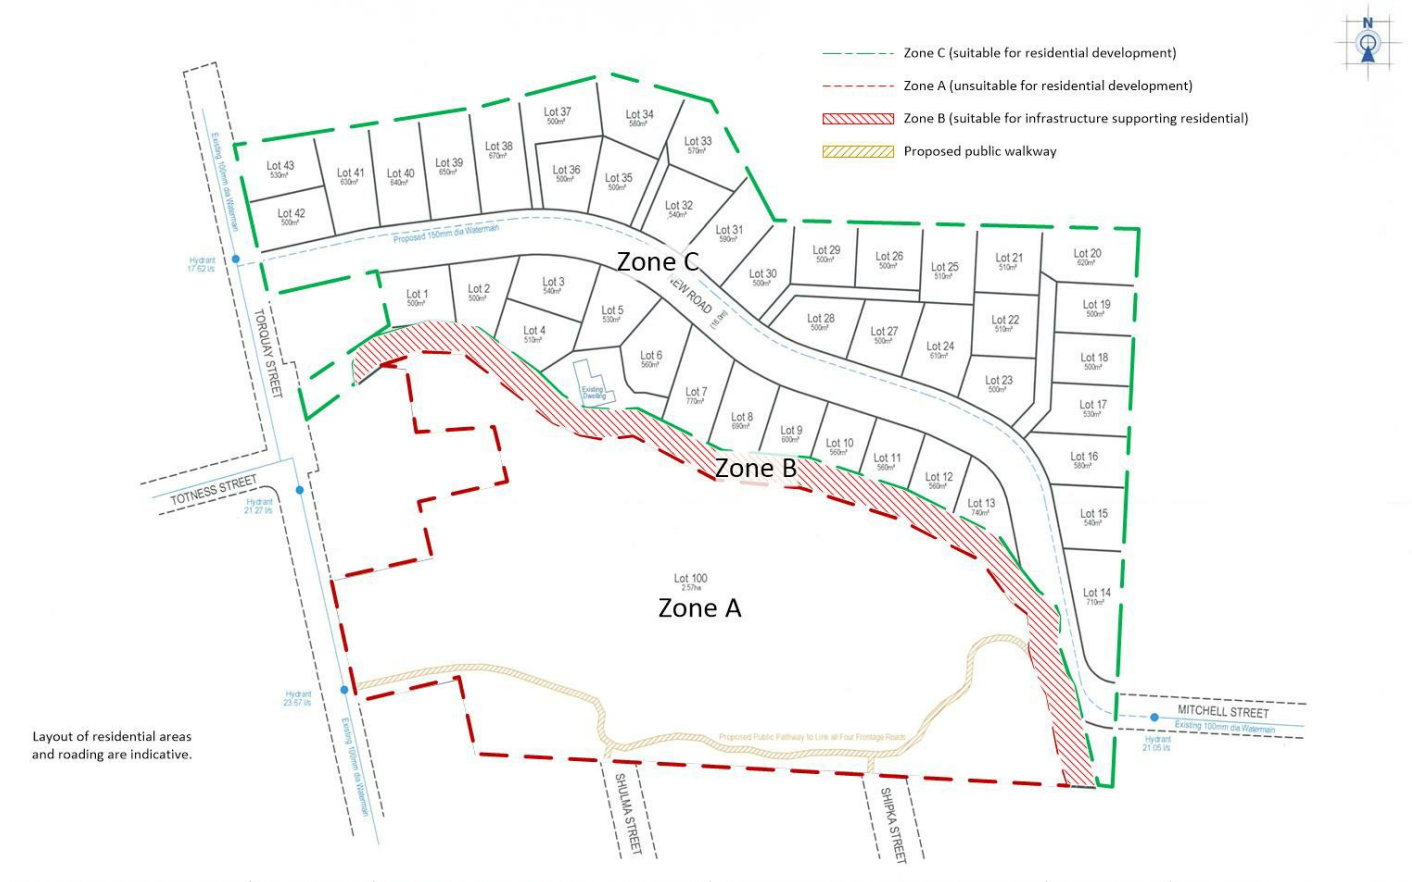 N
Zone C (suitable for residential development)
Zone A (unsuitable for residential development)
Zone B (suitable for infrastructure supporting residential)
Proposed public walkway
Existing 100mm dia Watermain
Lot 43
530m²
Lot 42
500m²
Lot 41
630m²
Lot 40
640m²
Lot 39
650m²
Lot 38
670m²
Lot 37
500m²
Lot 36
500m²
Lot 35
500m²
Lot 34
580m²
Lot 33
570m²
Lot 32
540m²
Lot 31
590m²
Lot 30
500m²
Lot 29
500m²
Lot 26
500m²
Lot 25
510m²
Lot 21
510m²
Lot 20
620m²
Lot 19
500m²
Lot 28
500m²
Lot 27
500m²
Lot 24
610m²
Lot 22
510m²
Lot 23
500m²
Lot 18
500m²
Lot 17
530m²
Lot 16
580m²
Lot 15
540m²
Lot 14
710m²
Proposed 150mm dia Watermain
Zone C
NEW ROAD
(16.0m)
Hydrant
17.62 l/s
Lot 1
500m²
Lot 2
500m²
Lot 3
540m²
Lot 4
510m²
Lot 5
530m²
Lot 6
560m²
Lot 7
770m²
Lot 8
690m²
Lot 9
600m²
Lot 10
560m²
Lot 11
560m²
Lot 12
560m²
Lot 13
740m²
Existing
Dwelling
TORQUAY STREET
Zone B
TOTNESS STREET
Hydrant
21.27 l/s
Lot 100
2.57ha
Zone A
Hydrant
23.67 l/s
Existing 100mm dia Watermain
Proposed Public Pathway to Link all Four Frontage Roads
MITCHELL STREET
Existing 100mm dia Watermain
Hydrant
21.05 l/s
SHULMA STREET
SHIPKA STREET
Layout of residential areas
and roading are indicative.